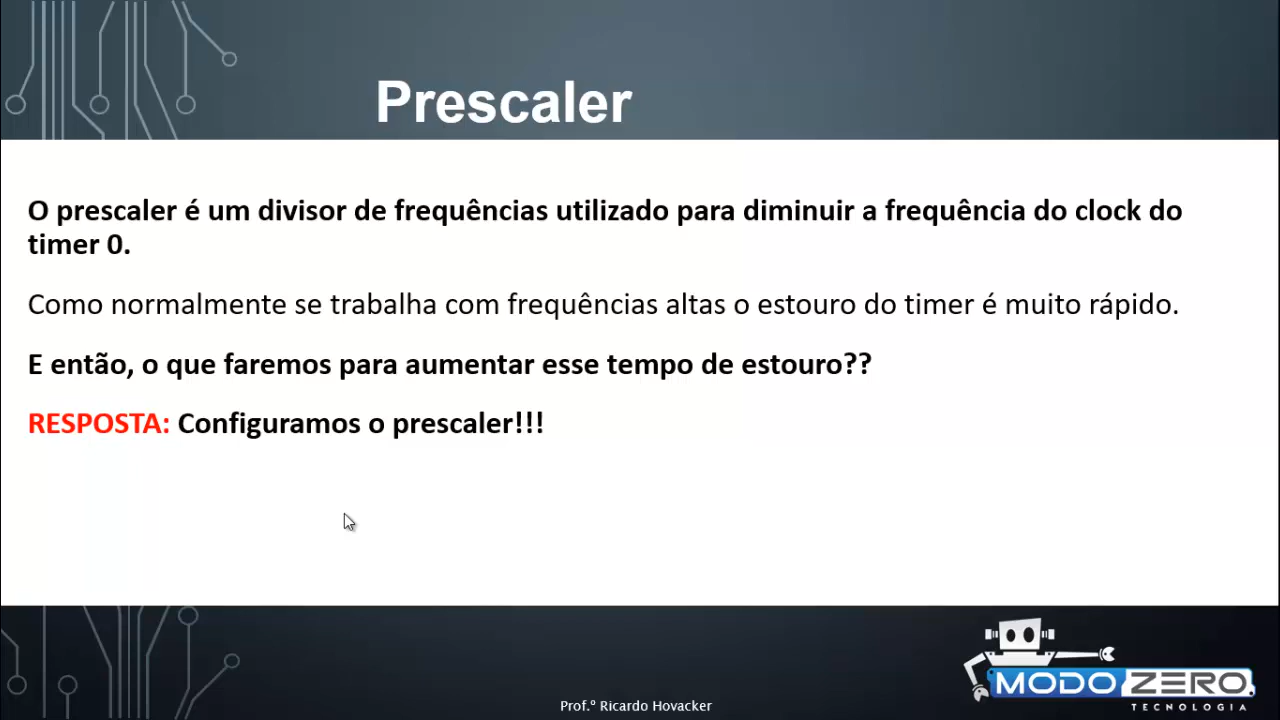 Prescaler
O prescaler é um divisor de frequências utilizado para diminuir a frequência do clock do
timer 0.
Como normalmente se trabalha com frequências altas o estouro do timer é muito rápido.
E então, o que faremos para aumentar esse tempo de estouro??
RESPOSTA: Configuramos o prescaler!!!
MODO ZERO
TECNOLOGIA
Prof.º Ricardo Hovacker